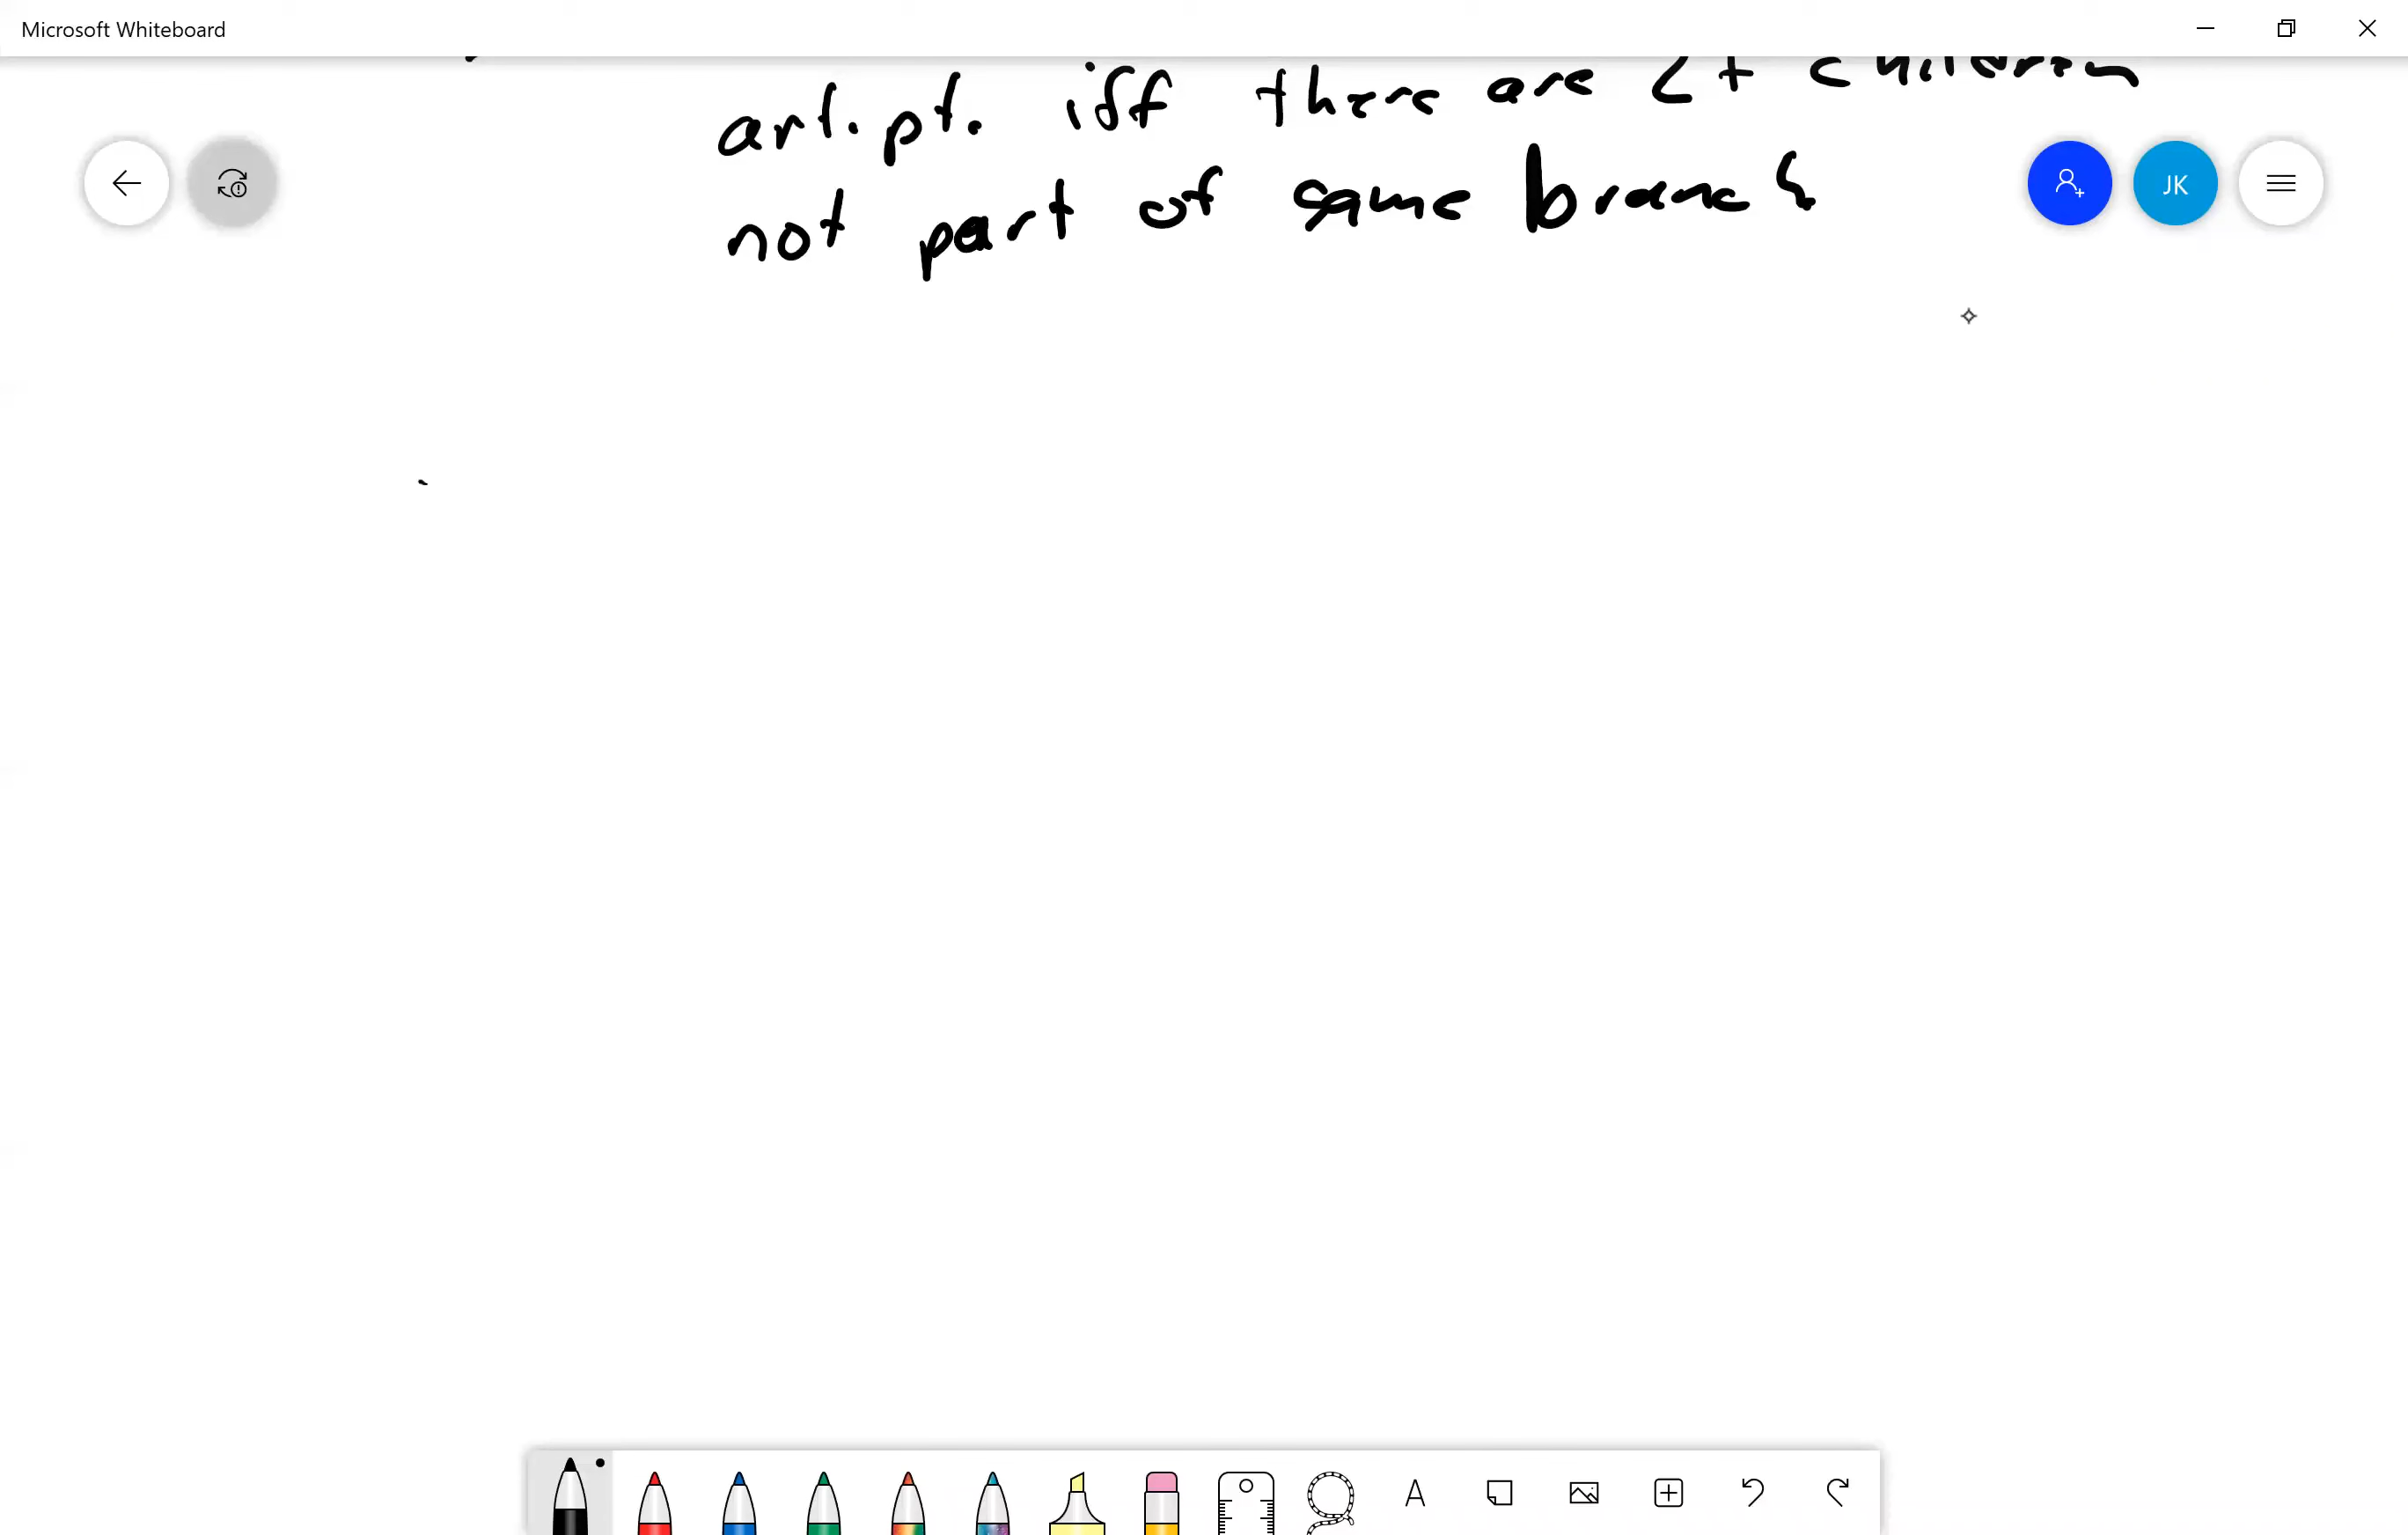 Microsoft Whiteboard
art. pt. iff there are 2+ children
not part of same branch
JK